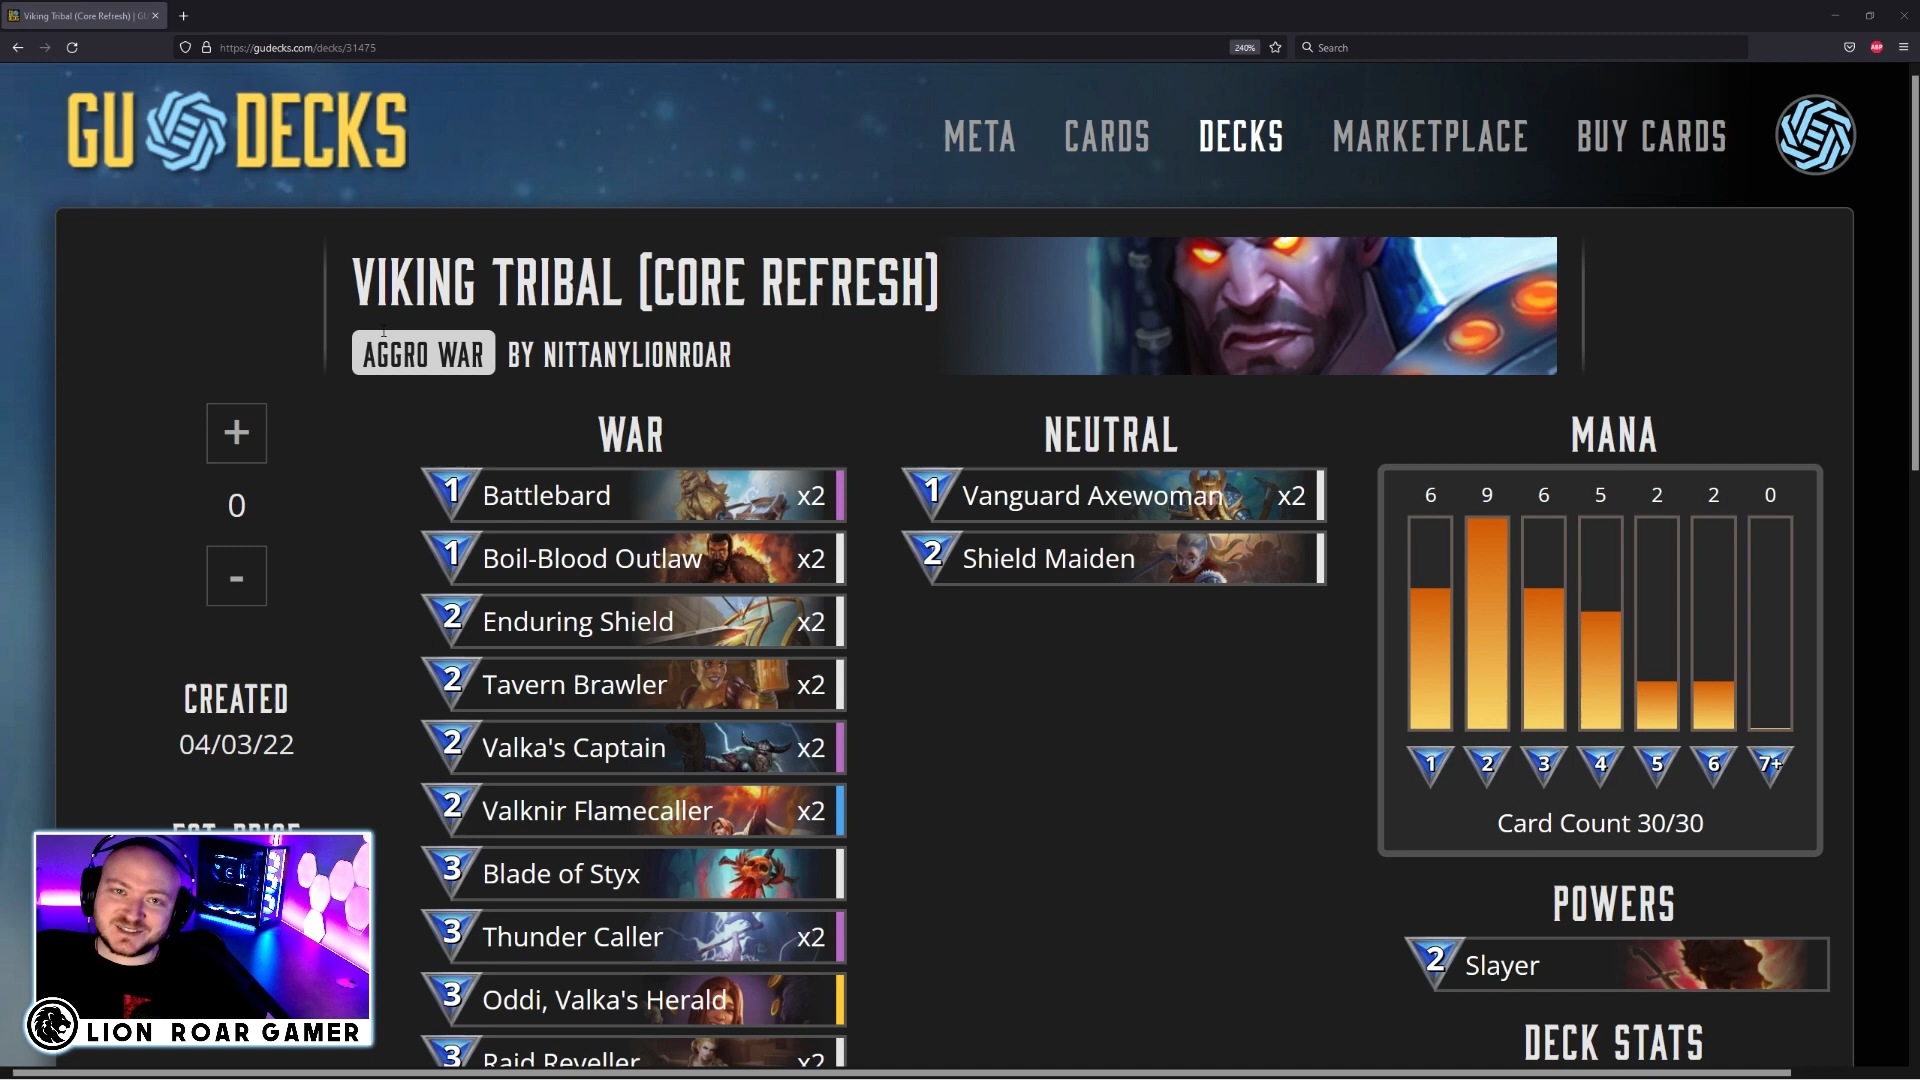 Viking Tribal (Core Refresh) | GU
https://gudecks.com/decks/31475
240%
Search
ABP
GU DECKS
META
CARDS
DECKS
MARKETPLACE
BUY CARDS
VIKING TRIBAL (CORE REFRESH)
AGGRO WAR BY NITTANYLIONROAR
+
0
-
CREATED
04/03/22
EST. PRICE
WAR
1 Battlebard x2
1 Boil-Blood Outlaw x2
2 Enduring Shield x2
2 Tavern Brawler x2
2 Valka's Captain x2
2 Valknir Flamecaller x2
3 Blade of Styx
3 Thunder Caller x2
3 Oddi, Valka's Herald
3 Raid Reveller x2
NEUTRAL
1 Vanguard Axewoman x2
2 Shield Maiden
MANA
6 9 6 5 2 2 0
1 2 3 4 5 6 7+
Card Count 30/30
POWERS
2 Slayer
DECK STATS
LION ROAR GAMER